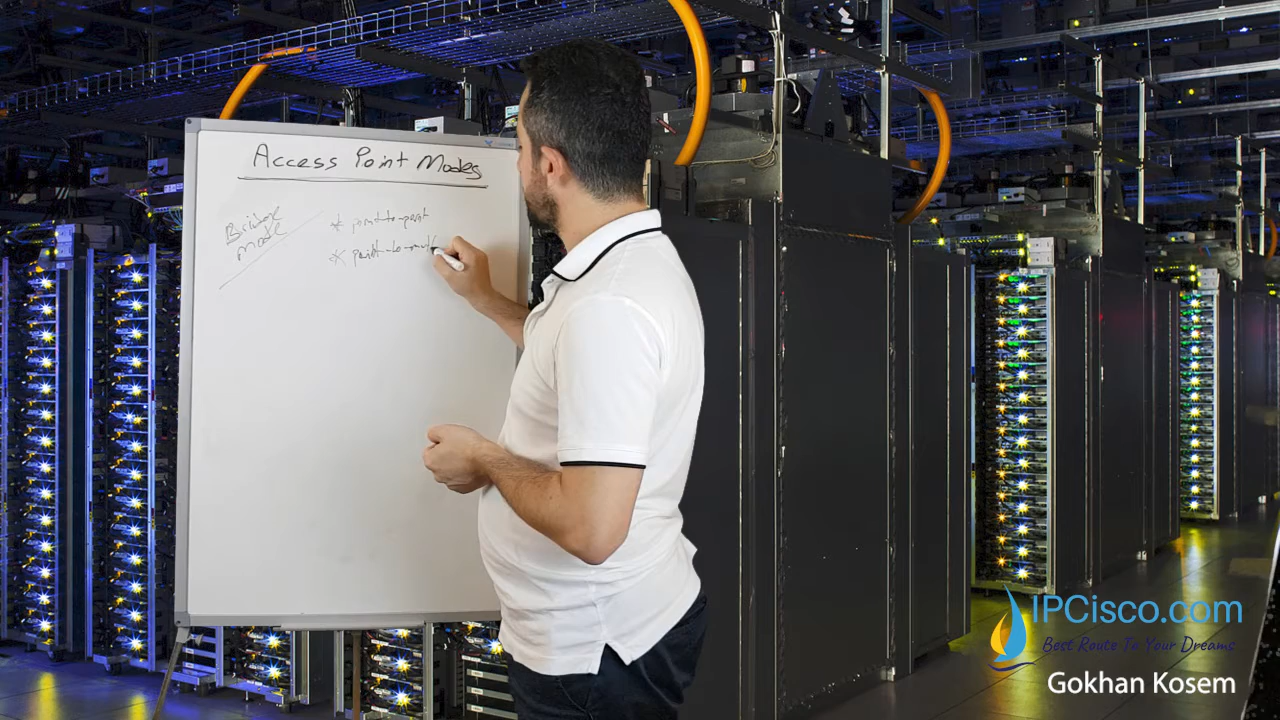 Access Point Modes
Bridge
mode
* point-to-point
* point-to-mult
IPCisco.com
Best Route To Your Dreams
Gokhan Kosem